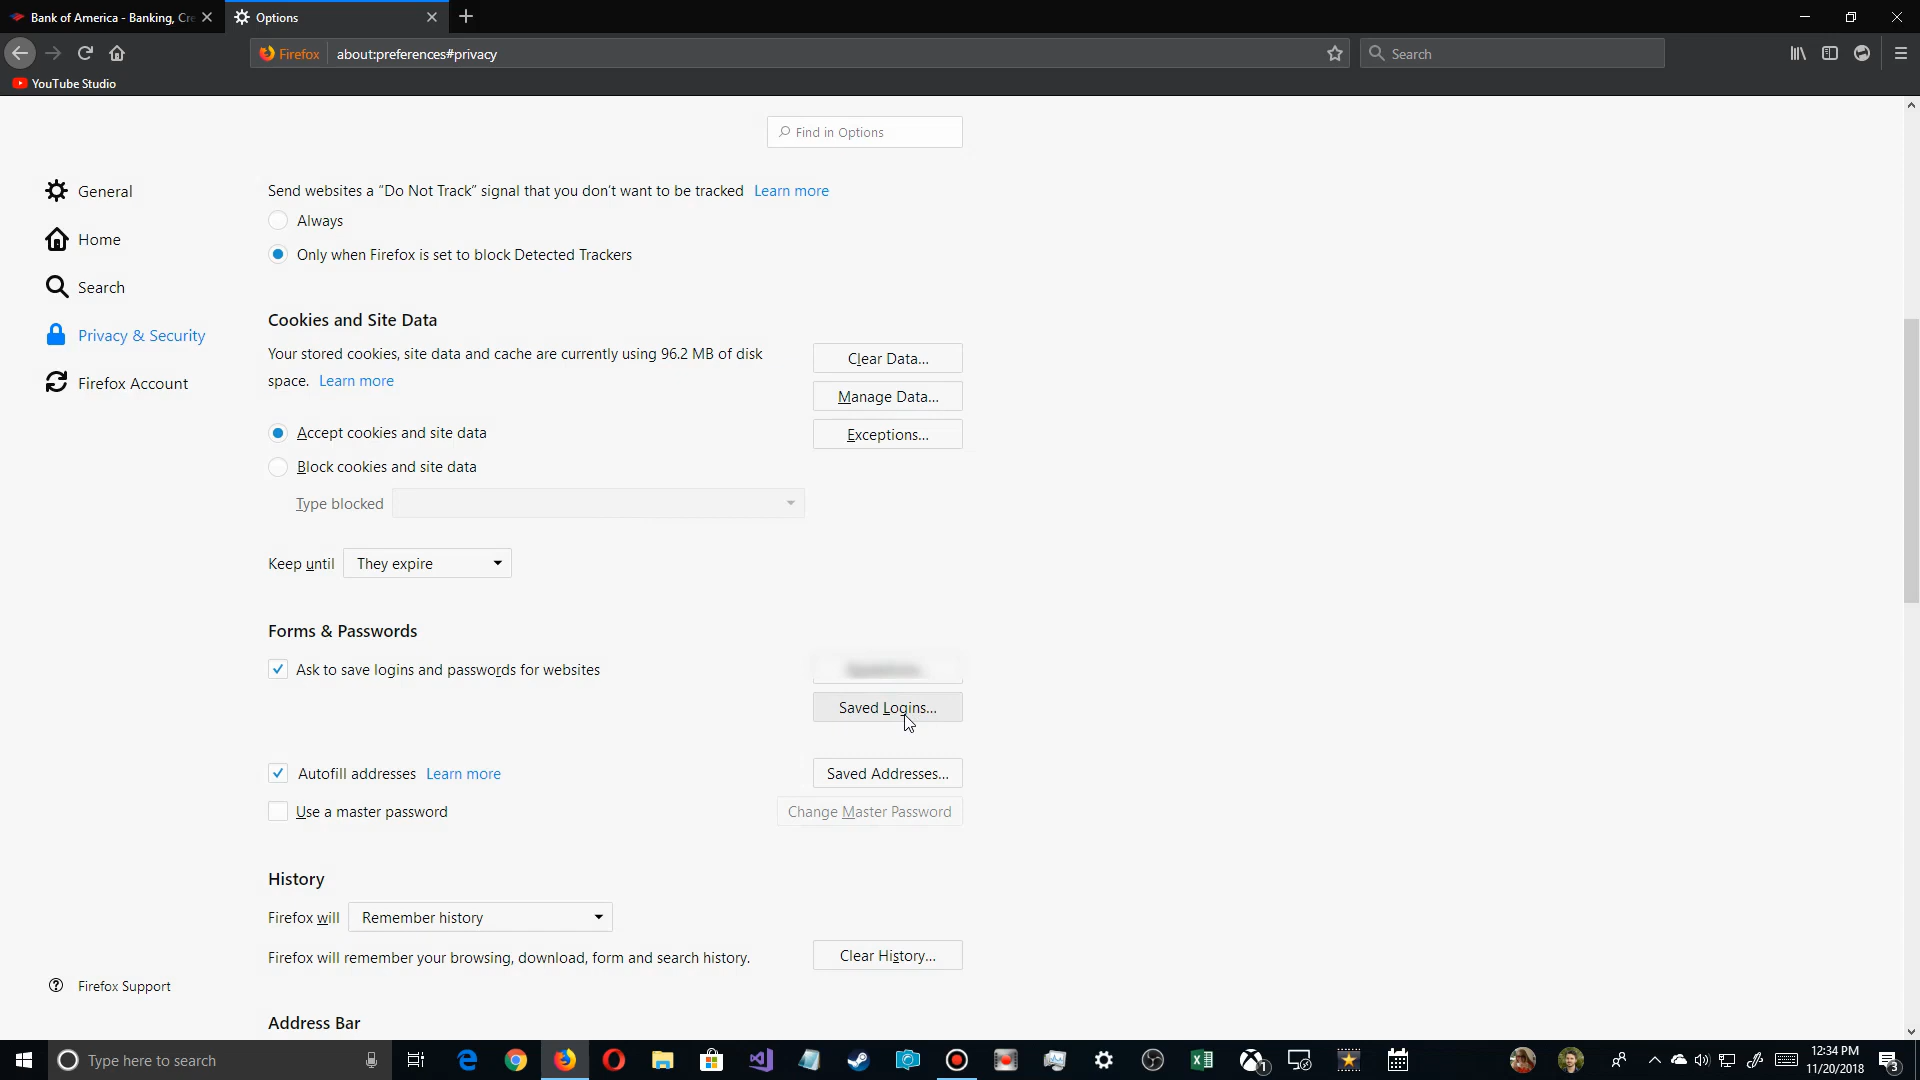 Bank of America - Banking, Cre
Options
Firefox
about:preferences#privacy
Search
YouTube Studio
Find in Options
General
Home
Search
Privacy & Security
Firefox Account
Firefox Support
Send websites a “Do Not Track” signal that you don’t want to be tracked Learn more
Always
Only when Firefox is set to block Detected Trackers
Cookies and Site Data
Your stored cookies, site data and cache are currently using 96.2 MB of disk
space. Learn more
Clear Data...
Manage Data...
Exceptions...
Accept cookies and site data
Block cookies and site data
Type blocked
Keep until They expire
Forms & Passwords
Ask to save logins and passwords for websites
Saved Logins...
Autofill addresses Learn more
Saved Addresses...
Use a master password
Change Master Password
History
Firefox will Remember history
Firefox will remember your browsing, download, form and search history.
Clear History...
Address Bar
Type here to search
1
12:34 PM
11/20/2018
3